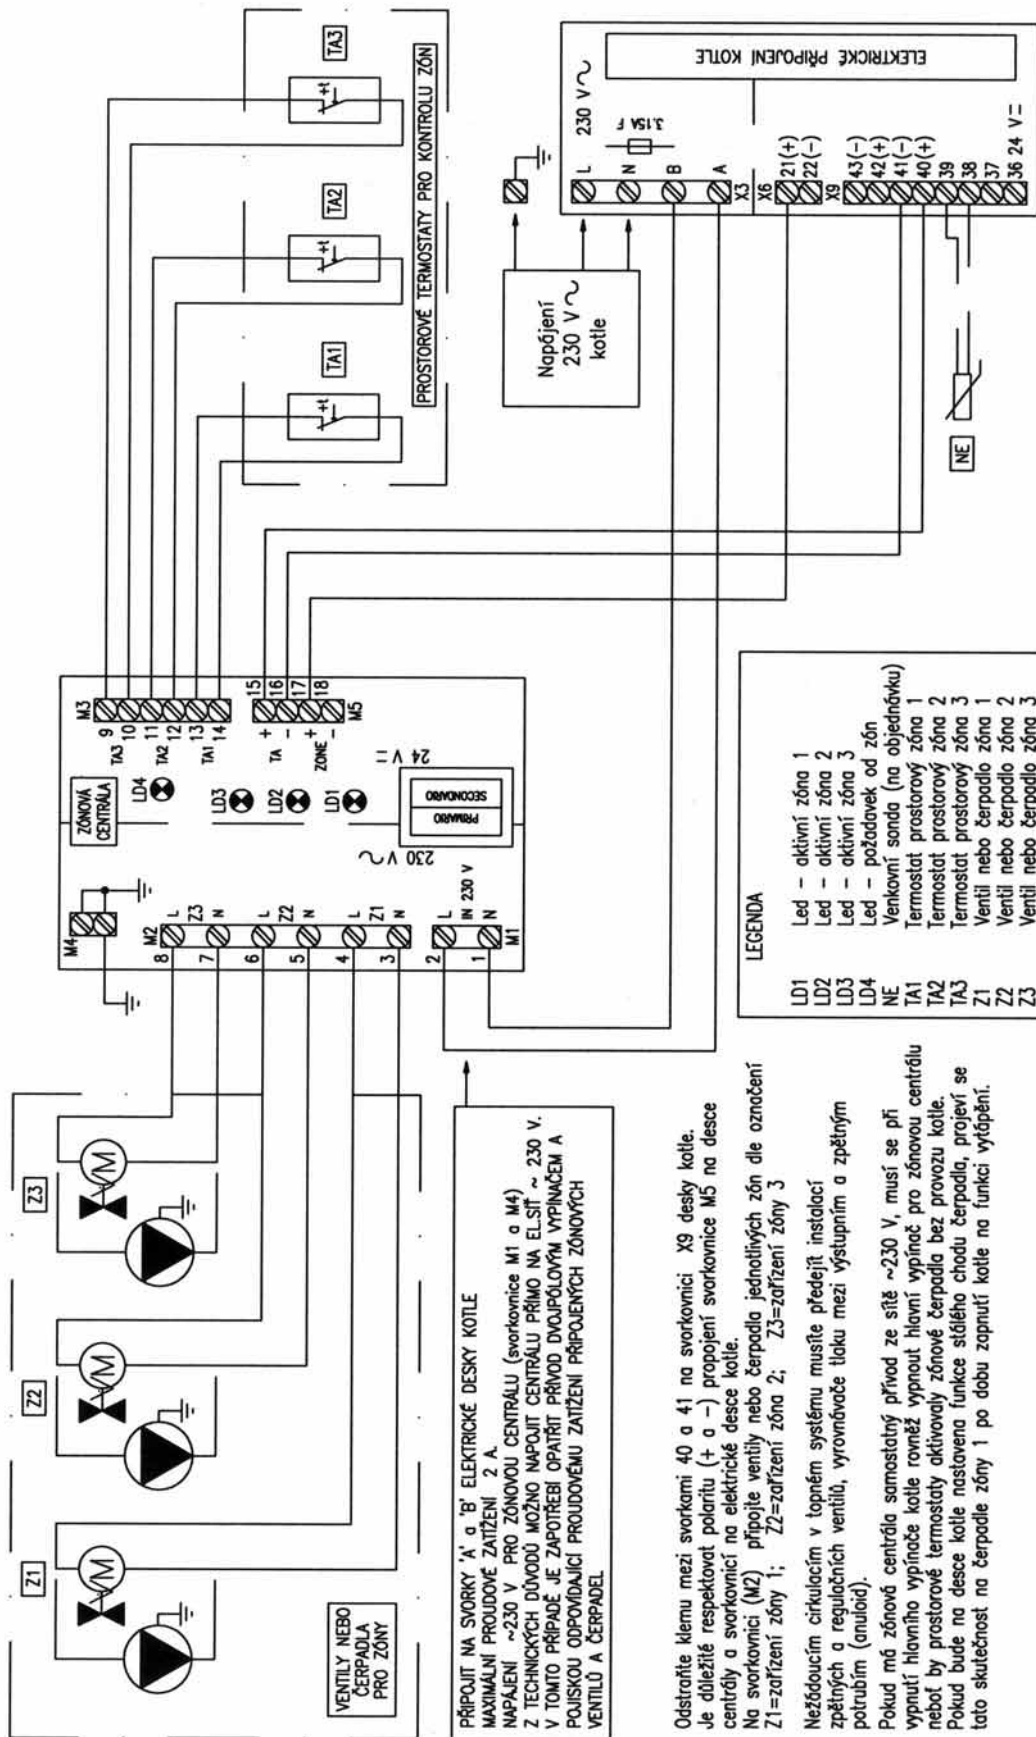 Z1
Z2
Z3
VENTILY NEBO
ČERPADLA
PRO ZÓNY
M4
M2
8
7
6
5
4
3
L
Z3
N
L
Z2
N
L
Z1
N
2
1
L
IN 230 V
N
M1
ZÓNOVÁ
CENTRÁLA
LD4
LD3
LD2
LD1
230 V
PRIMARIO
SECONDARIO
24 V
M3
9
10
11
12
13
14
TA3
TA2
TA1
15
16
17
18
+
TA
-
+
ZONE
-
M5
TA1
TA2
TA3
+t
+t
+t
PROSTOROVÉ TERMOSTATY PRO KONTROLU ZÓN
Napájení
230 V ~
kotle
NE
L
N
B
A
230 V ~
3.15A F
X3
X6
21(+)
22(-)
X9
43(-)
42(+)
41(-)
40(+)
39
38
37
36 24 V
ELEKTRICKÉ PŘIPOJENÍ KOTLE
PŘIPOJIT NA SVORKY 'A' a 'B' ELEKTRICKÉ DESKY KOTLE
MAXIMÁLNÍ PROUDOVÉ ZATÍŽENÍ 2 A.
NAPÁJENÍ ~230 V PRO ZÓNOVOU CENTRÁLU (svorkovnice M1 a M4)
Z TECHNICKÝCH DŮVODŮ MOŽNO NAPOJIT CENTRÁLU PŘÍMO NA EL.SÍŤ ~ 230 V.
V TOMTO PŘÍPADĚ JE ZAPOTŘEBÍ OPATŘIT PŘÍVOD DVOJPÓLOVÝM VYPÍNAČEM A
POJISKOU ODPOVÍDAJÍCÍ PROUDOVÉMU ZATÍŽENÍ PŘIPOJENÝCH ZÓNOVÝCH
VENTILŮ A ČERPADEL
Odstraňte klemu mezi svorkami 40 a 41 na svorkovnici X9 desky kotle.
Je důležité respektovat polaritu (+ a -) propojení svorkovnice M5 na desce
centrály a svorkovnicí na elektrické desce kotle.
Na svorkovnici (M2) připojte ventily nebo čerpadla jednotlivých zón dle označení
Z1=zařízení zóny 1; Z2=zařízení zóna 2; Z3=zařízení zóny 3
Nežádoucím cirkulacím v topném systému musíte předejít instalací
zpětných a regulačních ventilů, vyrovnávače tlaku mezi výstupním a zpětným
potrubím (anuloid).
Pokud má zónová centrála samostatný přívod ze sítě ~230 V, musí se při
vypnutí hlavního vypínače kotle rovněž vypnout hlavní vypínač pro zónovou centrálu
neboť by prostorové termostaty aktivovaly zónové čerpadla bez provozu kotle.
Pokud bude na desce kotle nastavena funkce stálého chodu čerpadla, projeví se
tato skutečnost na čerpadle zóny 1 po dobu zapnutí kotle na funkci vytápění.
LEGENDA
LD1 Led - aktivní zóna 1
LD2 Led - aktivní zóna 2
LD3 Led - aktivní zóna 3
LD4 Led - požadavek od zón
NE Venkovní sonda (na objednávku)
TA1 Termostat prostorový zóna 1
TA2 Termostat prostorový zóna 2
TA3 Termostat prostorový zóna 3
Z1 Ventil nebo čerpadlo zóna 1
Z2 Ventil nebo čerpadlo zóna 2
Z3 Ventil nebo čerpadlo zóna 3